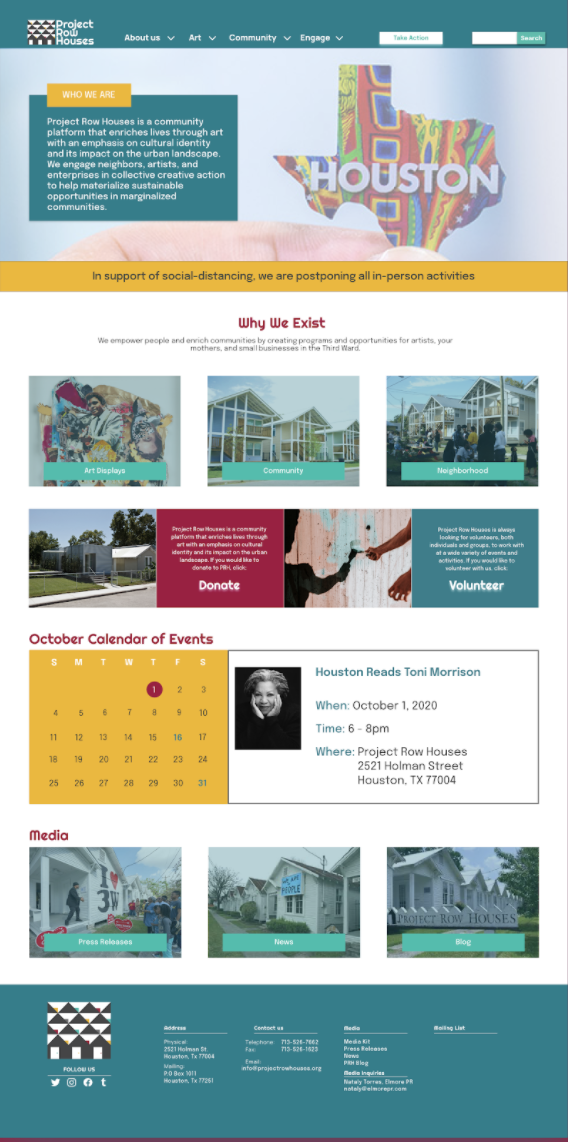 Project
Row
Houses
About us
Art
Community
Engage
Take Action
Search
WHO WE ARE
Project Row Houses is a community
platform that enriches lives through art
with an emphasis on cultural identity
and its impact on the urban landscape.
We engage neighbors, artists, and
enterprises in collective creative action
to help materialize sustainable
opportunities in marginalized
communities.
HOUSTON
In support of social-distancing, we are postponing all in-person activities
Why We Exist
We empower people and enrich communities by creating programs and opportunities for artists, your
mothers, and small businesses in the Third Ward.
Art Displays
Community
Neighborhood
Project Row Houses is a community
platform that enriches lives through
art with an emphasis on cultural
identity and its impact on the urban
landscape. If you would like to
donate to PRH, click:
Donate
Project Row Houses is always
looking for volunteers, both
individuals and groups, to work with
at a wide variety of events and
activities. If you would like to
volunteer with us, click:
Volunteer
October Calendar of Events
S M T W T F S
1 2 3
4 5 6 7 8 9 10
11 12 13 14 15 16 17
18 19 20 21 22 23 24
25 26 27 28 29 30 31
Houston Reads Toni Morrison
When: October 1, 2020
Time: 6 - 8pm
Where: Project Row Houses
2521 Holman Street
Houston, TX 77004
Media
I 3W
WE ARE
PEOPLE
PROJECT ROW HOUSES
Press Releases
News
Blog
FOLLOW US
Address
Physical:
2521 Holman St
Houston, Tx 77004
Mailing:
P.O Box 1011
Houston, Tx 77251
Contact us
Telephone: 713-526-7662
Fax: 713-526-1623
Email:
info@projectrowhouses.org
Media
Media Kit
Press Releases
News
PRH Blog
Media Inquiries
Nataly Torres, Elmore PR
nataly@elmorepr.com
Mailing List